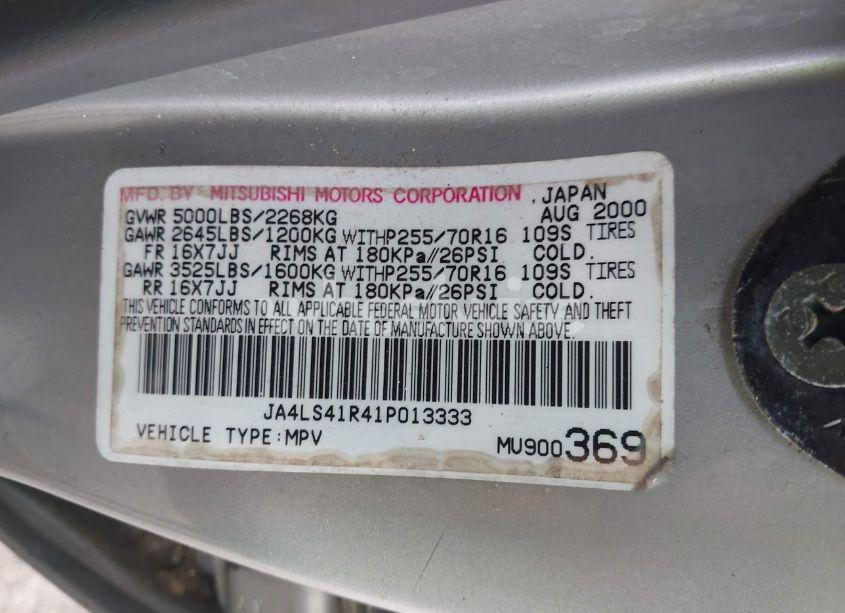 MFD. BY MITSUBISHI MOTORS CORPORATION , JAPAN
GVWR 5000LBS/2268KG AUG 2000
GAWR 2645LBS/1200KG WITHP255/70R16 109S TIRES
FR 16X7JJ RIMS AT 180KPa//26PSI COLD.
GAWR 3525LBS/1600KG WITHP255/70R16 109S TIRES
RR 16X7JJ RIMS AT 180KPa//26PSI COLD.
THIS VEHICLE CONFORMS TO ALL APPLICABLE FEDERAL MOTOR VEHICLE SAFETY AND THEFT
PREVENTION STANDARDS IN EFFECT ON THE DATE OF MANUFACTURE SHOWN ABOVE.
JA4LS41R41P013333
VEHICLE TYPE:MPV MU900369